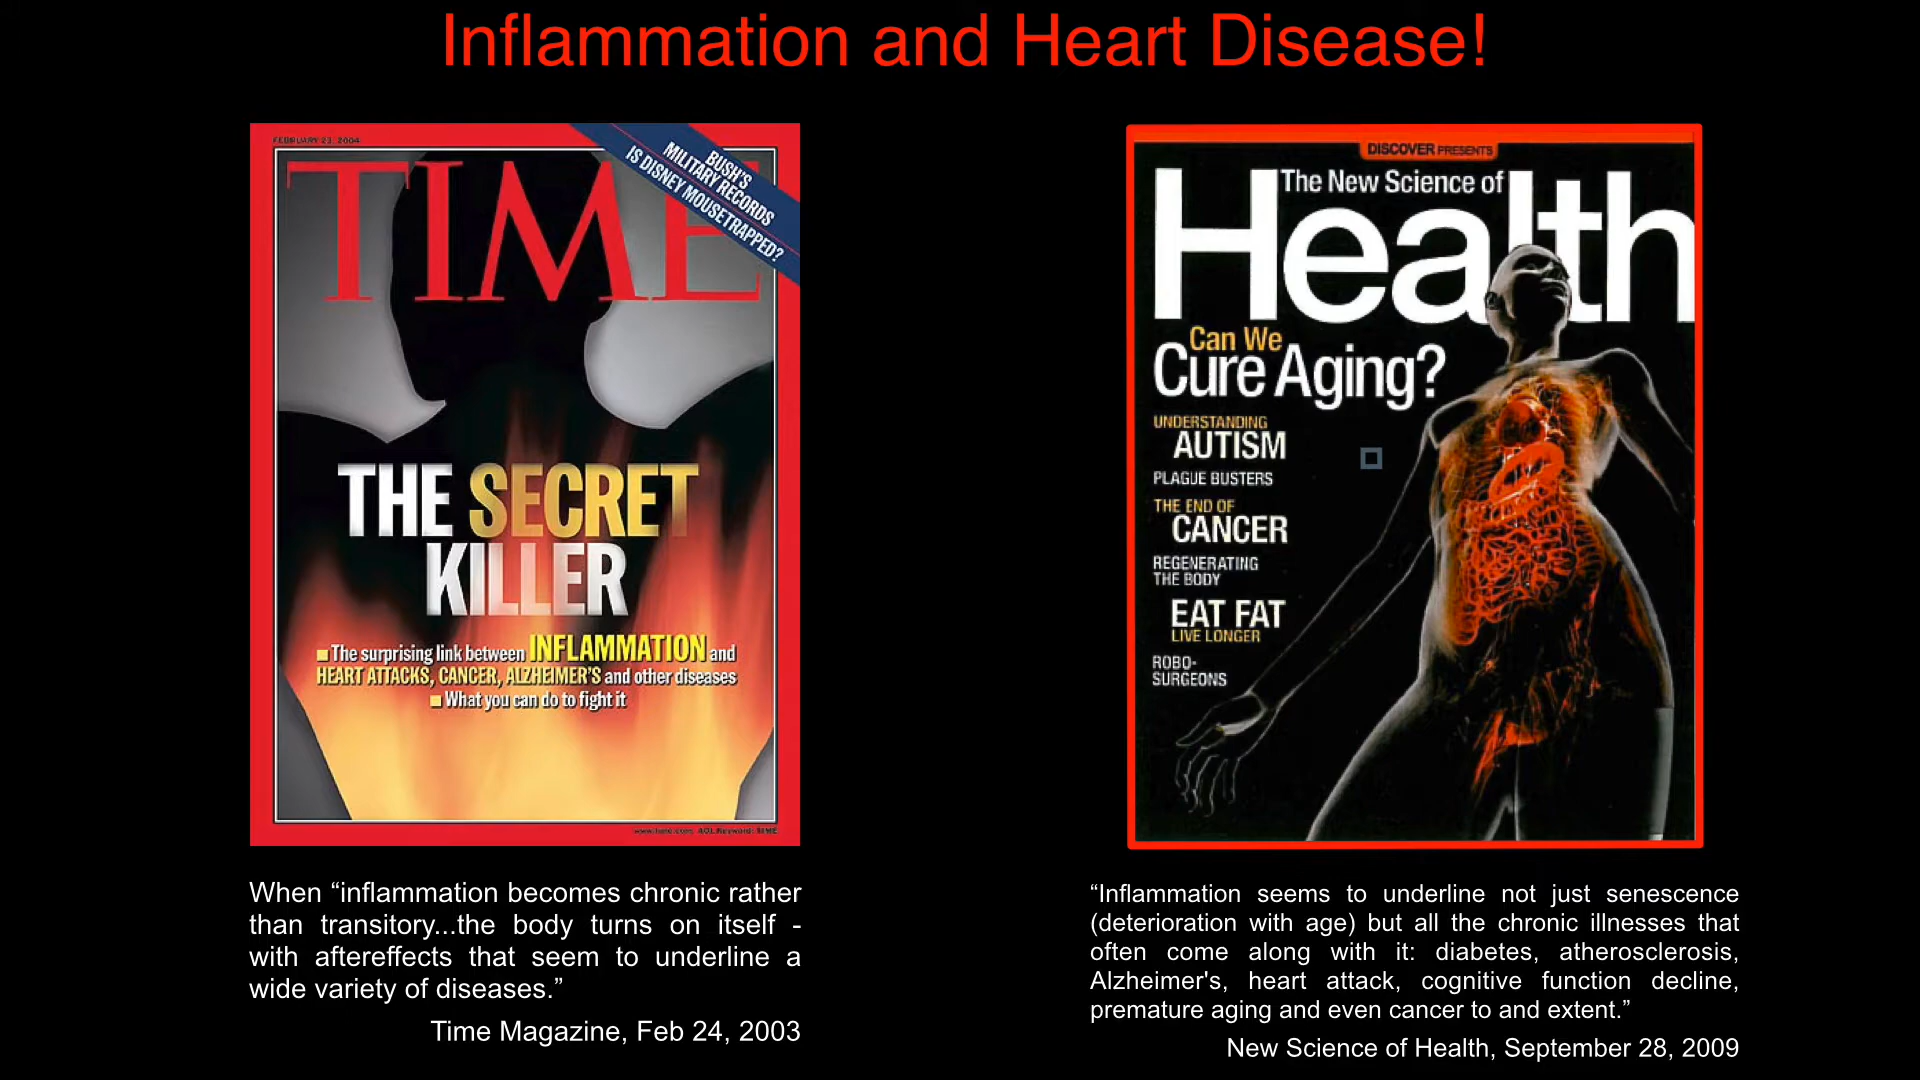 Inflammation and Heart Disease!
FEBRUARY 23, 2004
TIME
BUSH'S
MILITARY RECORDS
IS DISNEY MOUSETRAPPED?
THE SECRET
KILLER
The surprising link between INFLAMMATION and
HEART ATTACKS, CANCER, ALZHEIMER'S and other diseases
What you can do to fight it
www.time.com AOL Keyword: TIME
When “inflammation becomes chronic rather
than transitory...the body turns on itself -
with aftereffects that seem to underline a
wide variety of diseases.”
Time Magazine, Feb 24, 2003
DISCOVER PRESENTS
The New Science of
Health
Can We
Cure Aging?
UNDERSTANDING
AUTISM
PLAGUE BUSTERS
THE END OF
CANCER
REGENERATING
THE BODY
EAT FAT
LIVE LONGER
ROBO-
SURGEONS
“Inflammation seems to underline not just senescence
(deterioration with age) but all the chronic illnesses that
often come along with it: diabetes, atherosclerosis,
Alzheimer's, heart attack, cognitive function decline,
premature aging and even cancer to and extent.”
New Science of Health, September 28, 2009